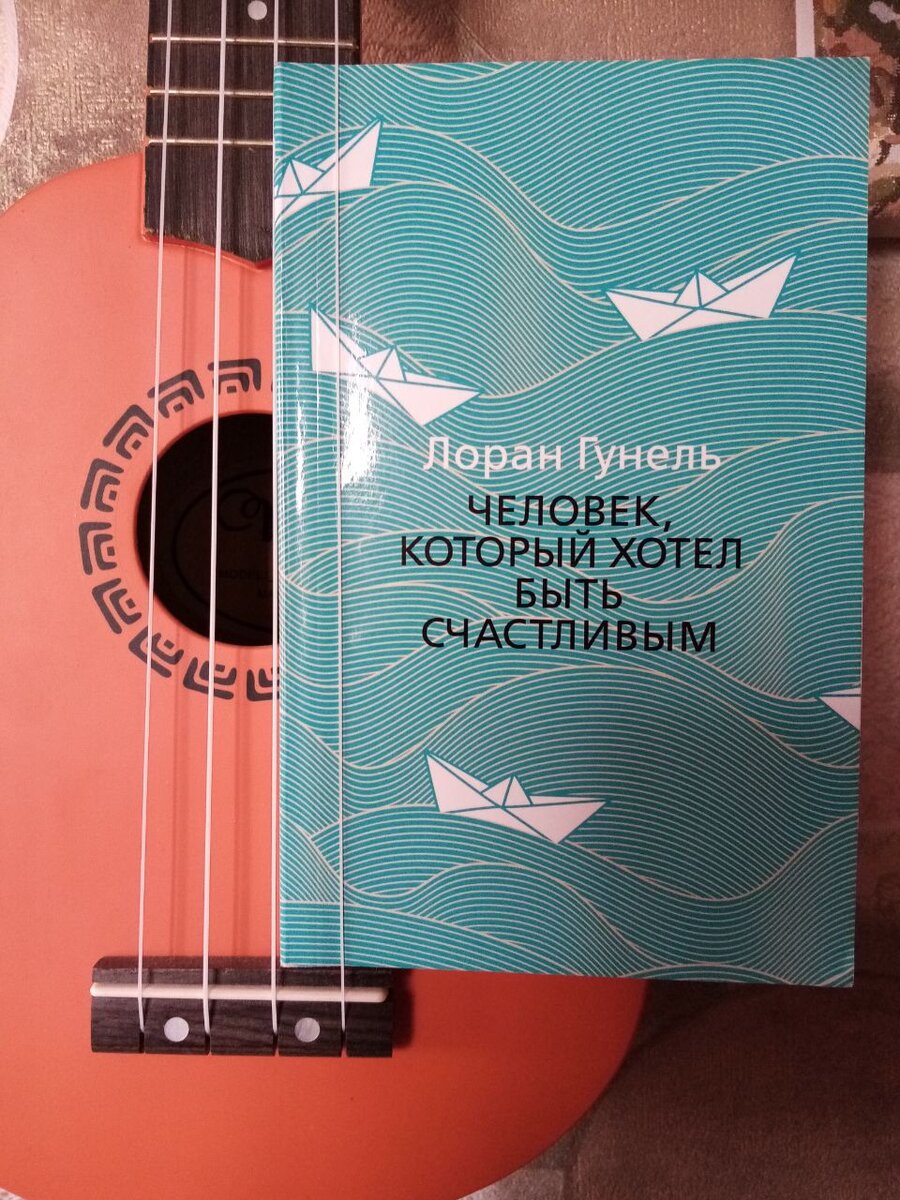 Лоран Гунель
ЧЕЛОВЕК,
КОТОРЫЙ ХОТЕЛ
БЫТЬ
СЧАСТЛИВЫМ